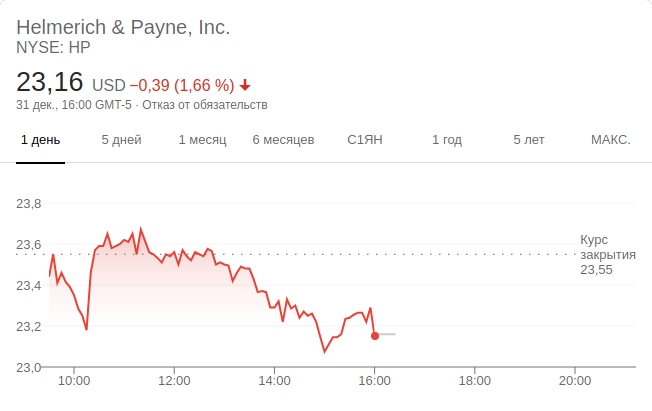 Helmerich & Payne, Inc.
NYSE: HP
23,16 USD −0,39 (1,66 %)
31 дек., 16:00 GMT-5 · Отказ от обязательств
1 день 5 дней 1 месяц 6 месяцев С1ЯН 1 год 5 лет МАКС.
23,8
23,6
23,4
23,2
23,0
Курс
закрытия
23,55
10:00 12:00 14:00 16:00 18:00 20:00